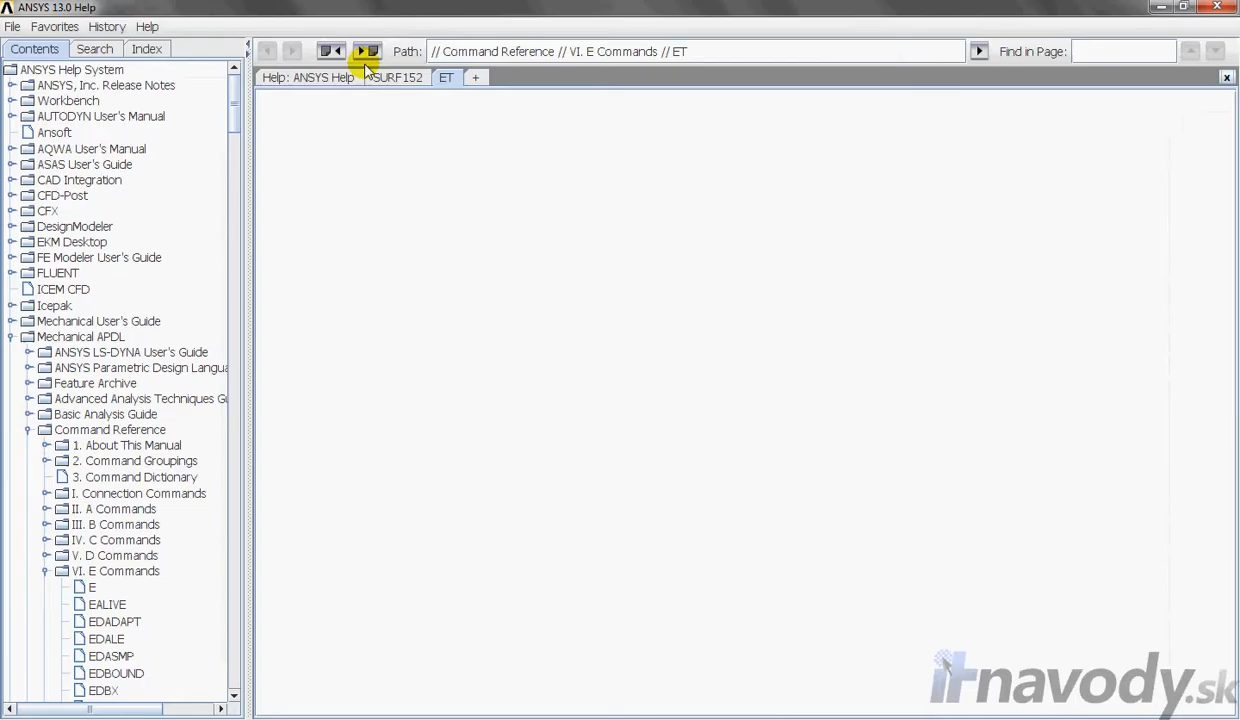 ANSYS 13.0 Help
File Favorites History Help
Contents Search Index
Path: // Command Reference // VI. E Commands // ET
Find in Page:
Help: ANSYS Help SURF152 ET + x
ANSYS Help System
ANSYS, Inc. Release Notes
Workbench
AUTODYN User's Manual
Ansoft
AQWA User's Manual
ASAS User's Guide
CAD Integration
CFD-Post
CFX
DesignModeler
EKM Desktop
FE Modeler User's Guide
FLUENT
ICEM CFD
Icepak
Mechanical User's Guide
Mechanical APDL
ANSYS LS-DYNA User's Guide
ANSYS Parametric Design Langua
Feature Archive
Advanced Analysis Techniques Gu
Basic Analysis Guide
Command Reference
1. About This Manual
2. Command Groupings
3. Command Dictionary
I. Connection Commands
II. A Commands
III. B Commands
IV. C Commands
V. D Commands
VI. E Commands
E
EALIVE
EDADAPT
EDALE
EDASMP
EDBOUND
EDBX
itnavody.sk